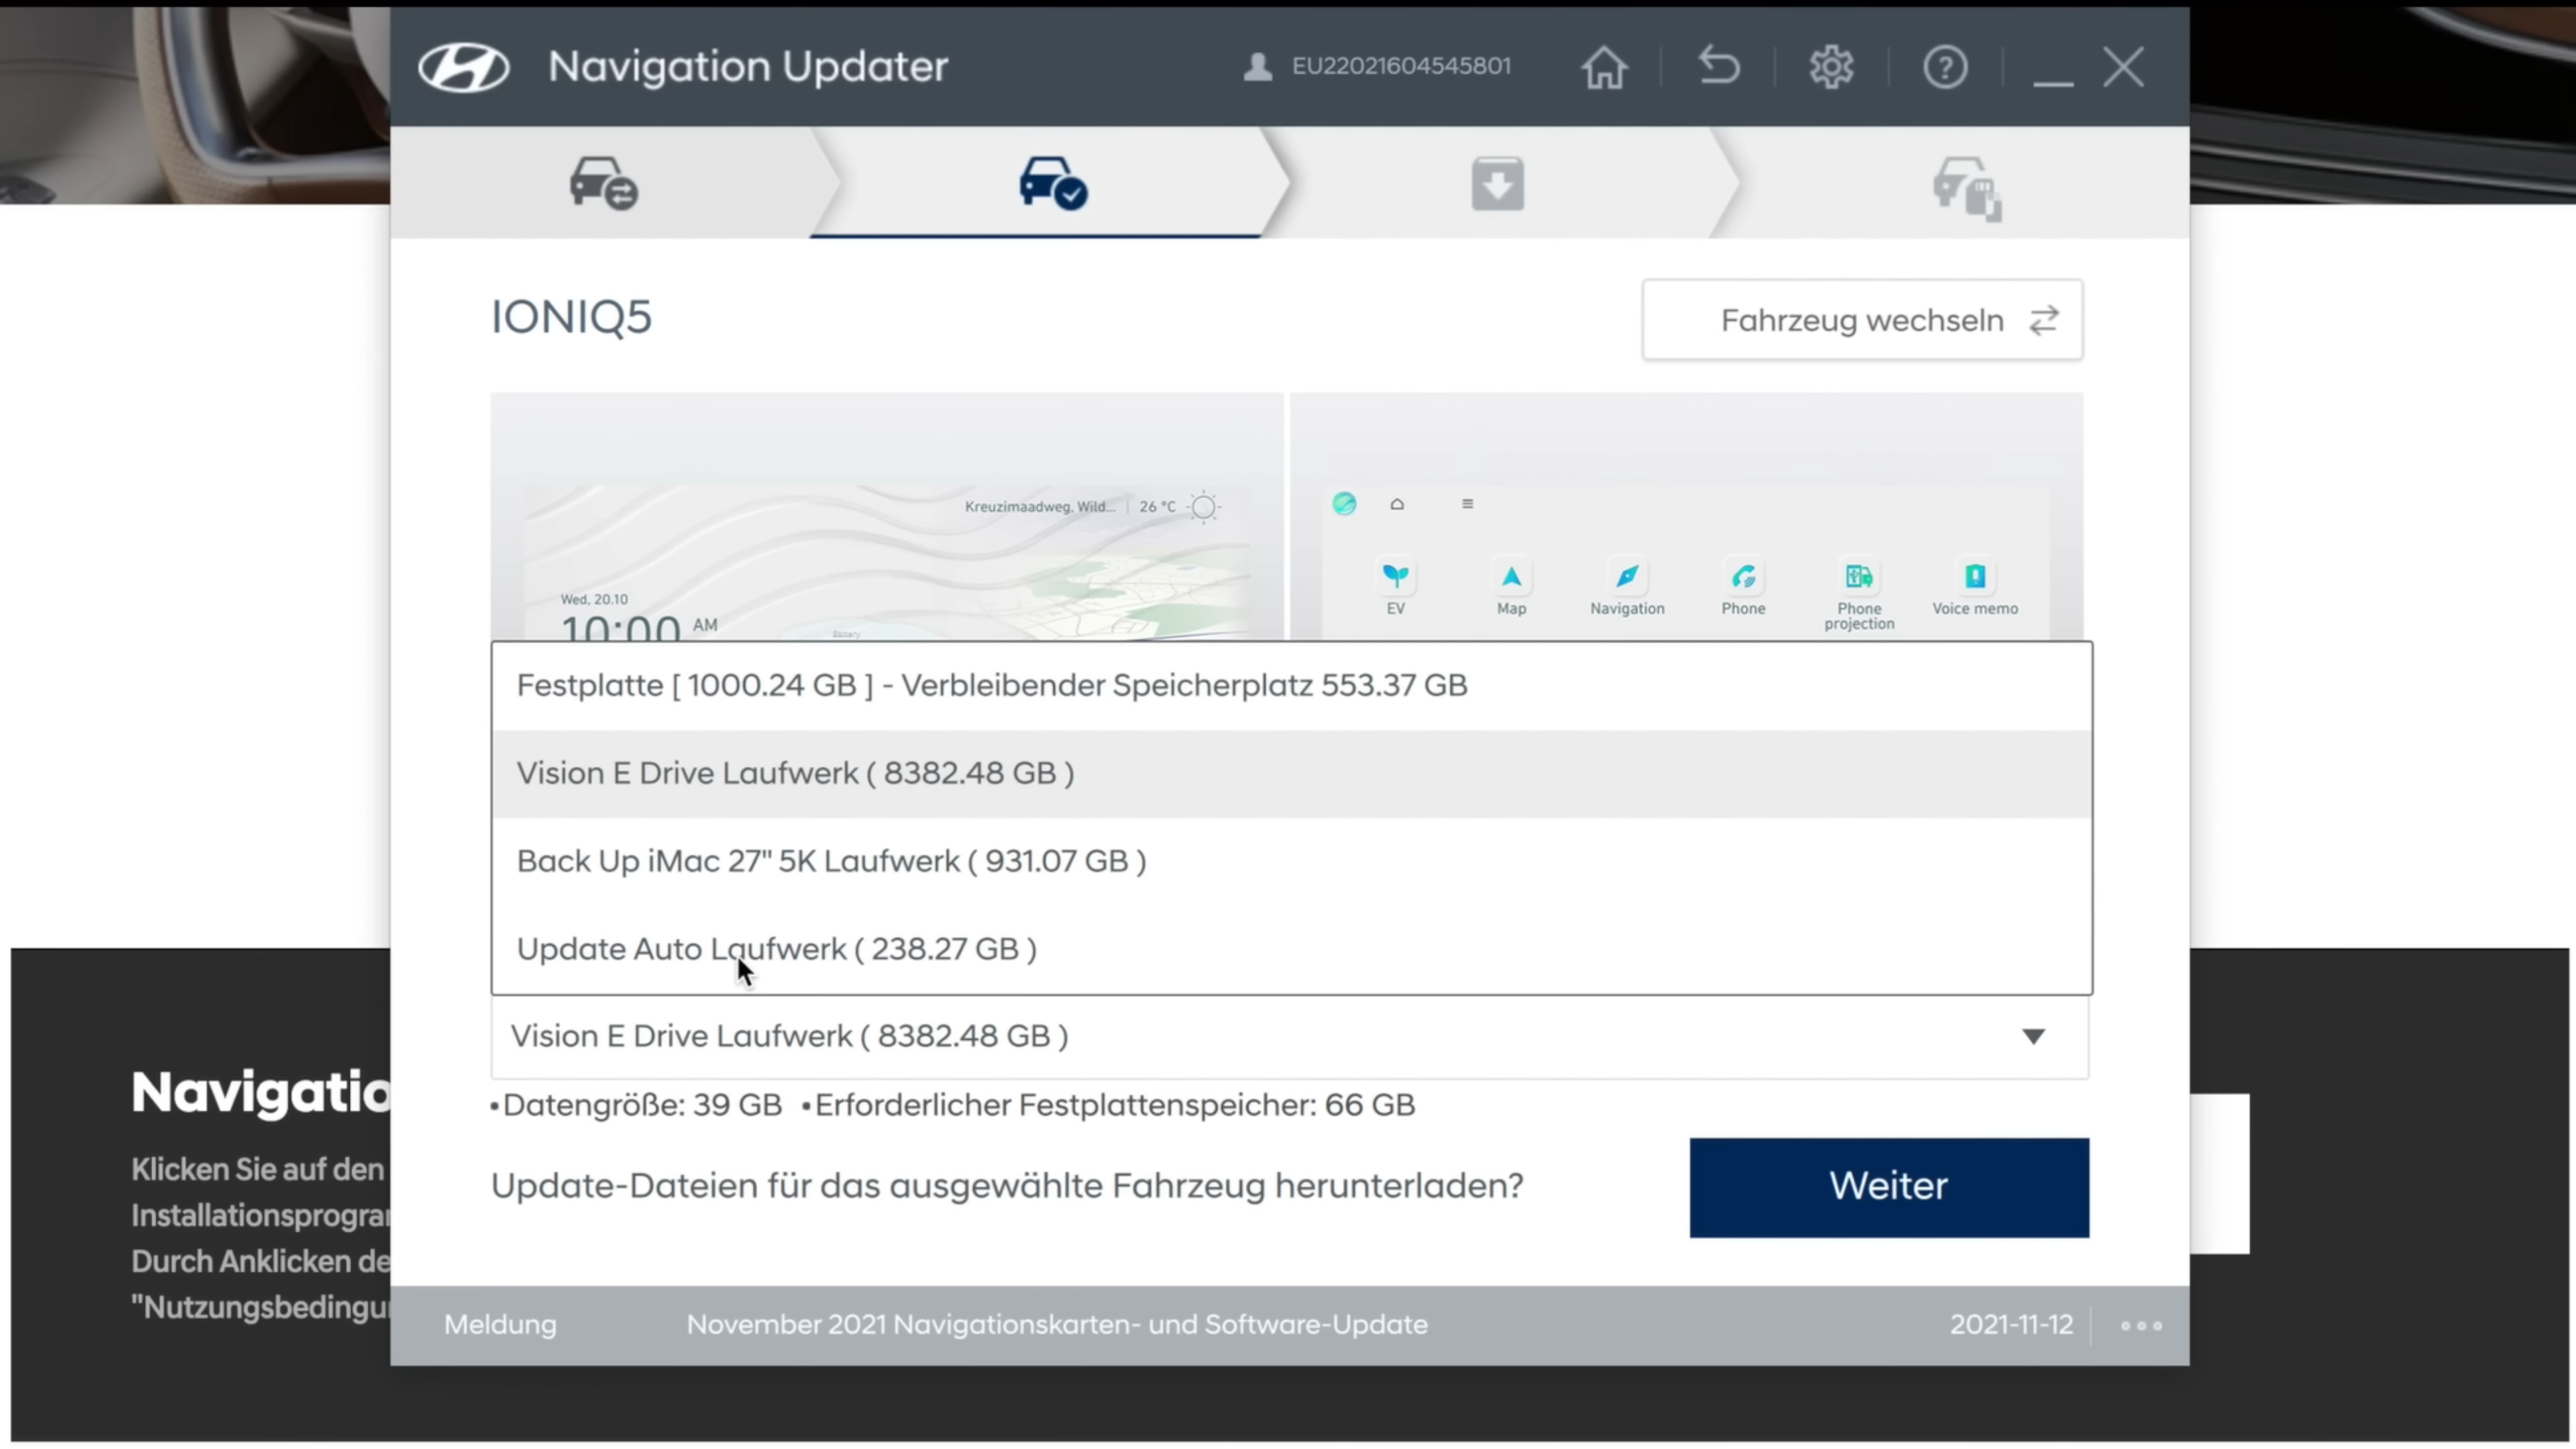 Navigation Updater
EU22021604545801
IONIQ5
Fahrzeug wechseln
Kreuzimaadweg, Wild...
26 °C
Wed, 20.10
10:00 AM
Battery
EV
Map
Navigation
Phone
Phone
projection
Voice memo
Festplatte [ 1000.24 GB ] - Verbleibender Speicherplatz 553.37 GB
Vision E Drive Laufwerk ( 8382.48 GB )
Back Up iMac 27" 5K Laufwerk ( 931.07 GB )
Update Auto Laufwerk ( 238.27 GB )
Vision E Drive Laufwerk ( 8382.48 GB )
•Datengröße: 39 GB •Erforderlicher Festplattenspeicher: 66 GB
Update-Dateien für das ausgewählte Fahrzeug herunterladen?
Weiter
Meldung
November 2021 Navigationskarten- und Software-Update
2021-11-12
Navigatio
Klicken Sie auf den
Installationsprogra
Durch Anklicken de
"Nutzungsbedingu